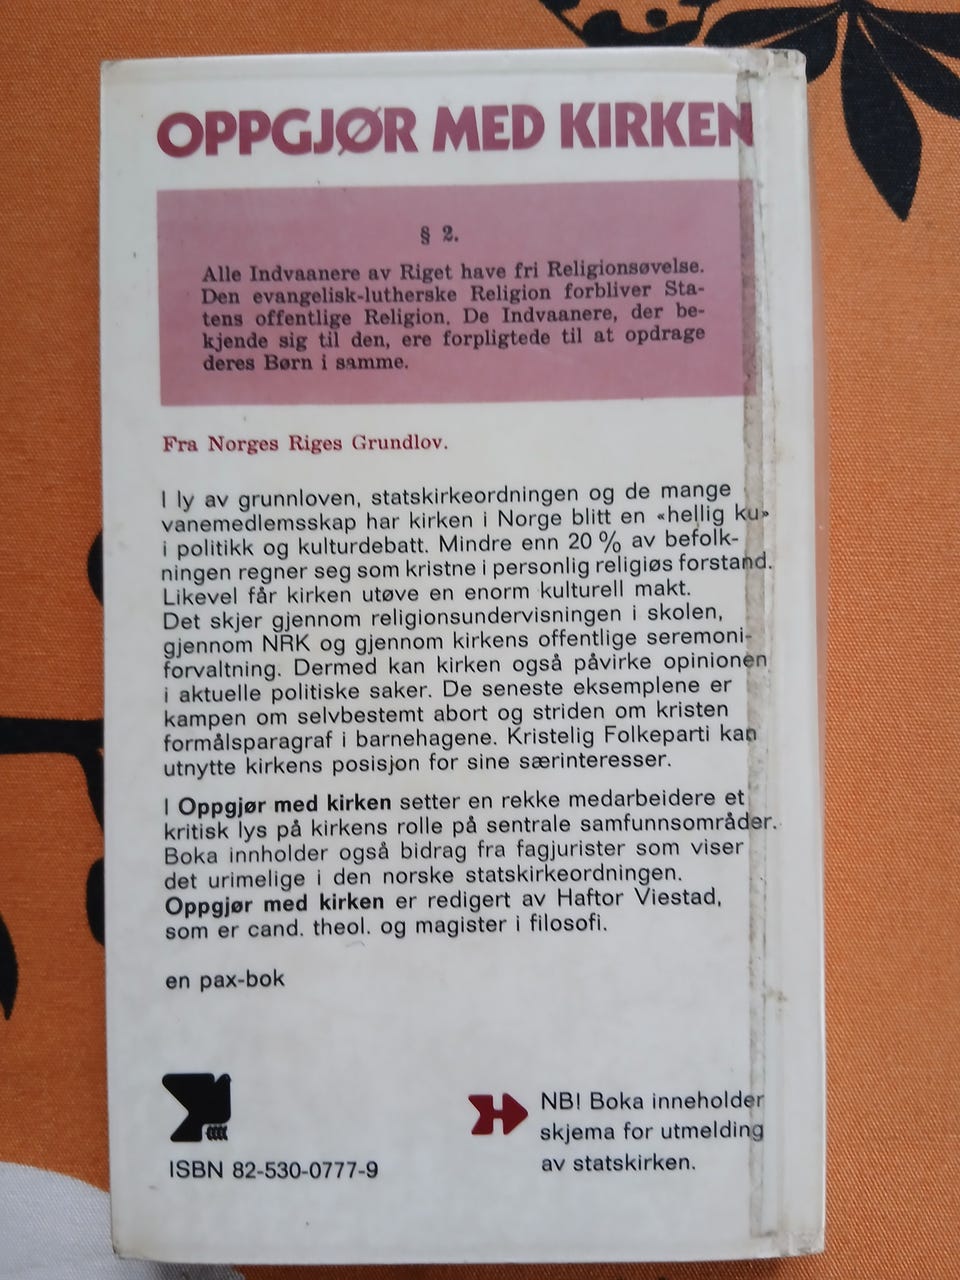 OPPGJØR MED KIRKEN
§ 2.
Alle Indvaanere av Riget have fri Religionsøvelse.
Den evangelisk-lutherske Religion forbliver Sta-
tens offentlige Religion. De Indvaanere, der be-
kjende sig til den, ere forpligtede til at opdrage
deres Børn i samme.
Fra Norges Riges Grundlov.
I ly av grunnloven, statskirkeordningen og de mange
vanemedlemsskap har kirken i Norge blitt en «hellig ku»
i politikk og kulturdebatt. Mindre enn 20 % av befolk-
ningen regner seg som kristne i personlig religiøs forstand.
Likevel får kirken utøve en enorm kulturell makt.
Det skjer gjennom religionsundervisningen i skolen,
gjennom NRK og gjennom kirkens offentlige seremoni-
forvaltning. Dermed kan kirken også påvirke opinionen
i aktuelle politiske saker. De seneste eksemplene er
kampen om selvbestemt abort og striden om kristen
formålsparagraf i barnehagene. Kristelig Folkeparti kan
utnytte kirkens posisjon for sine særinteresser.
I Oppgjør med kirken setter en rekke medarbeidere et
kritisk lys på kirkens rolle på sentrale samfunnsområder.
Boka innholder også bidrag fra fagjurister som viser
det urimelige i den norske statskirkeordningen.
Oppgjør med kirken er redigert av Haftor Viestad,
som er cand. theol. og magister i filosofi.
en pax-bok
NB! Boka inneholder
skjema for utmelding
av statskirken.
ISBN 82-530-0777-9